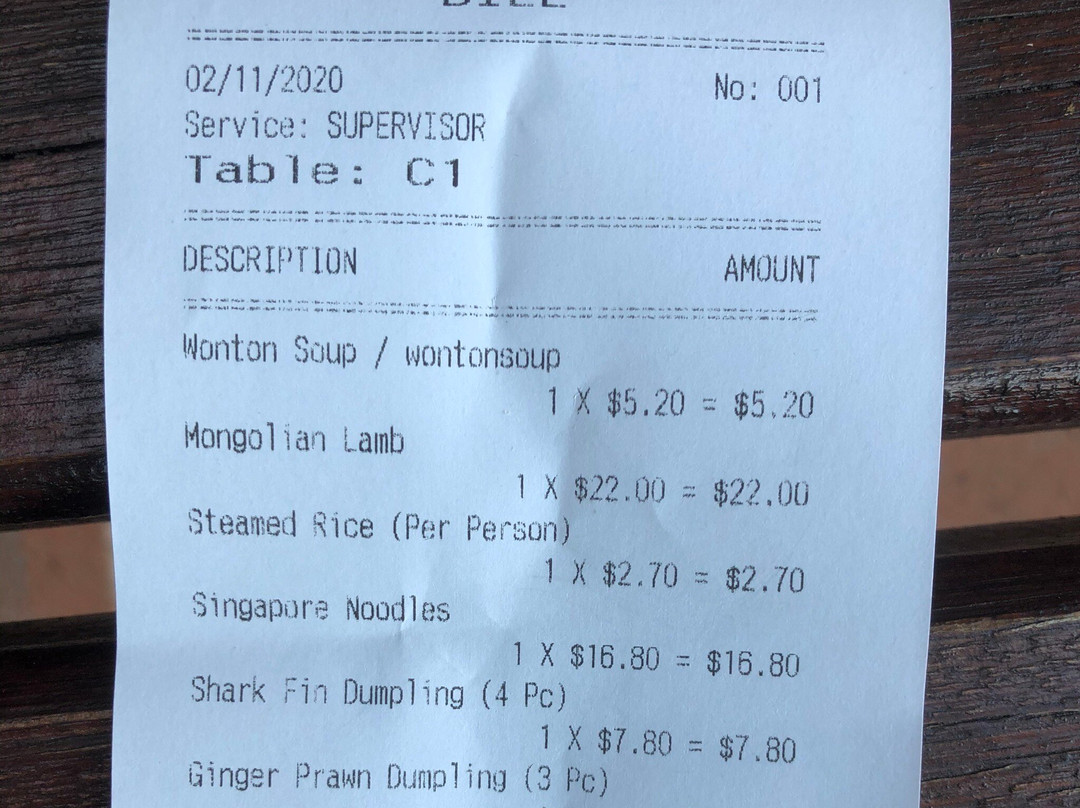 02/11/2020 No: 001
Service: SUPERVISOR
Table: C1
DESCRIPTION AMOUNT
Wonton Soup / wontonsoup
1 X $5.20 = $5.20
Mongolian Lamb
1 X $22.00 = $22.00
Steamed Rice (Per Person)
1 X $2.70 = $2.70
Singapore Noodles
1 X $16.80 = $16.80
Shark Fin Dumpling (4 Pc)
1 X $7.80 = $7.80
Ginger Prawn Dumpling (3 Pc)